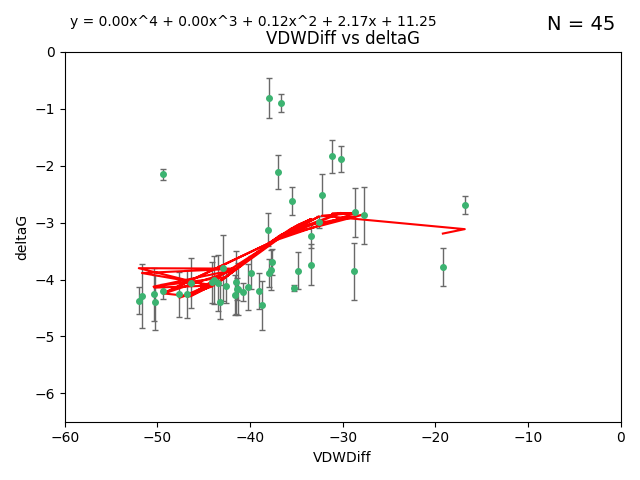 y = 0.00x^4 + 0.00x^3 + 0.12x^2 + 2.17x + 11.25
N = 45
VDWDiff vs deltaG
0
−1
−2
−3
−4
−5
−6
deltaG
−60
−50
−40
−30
−20
−10
0
VDWDiff